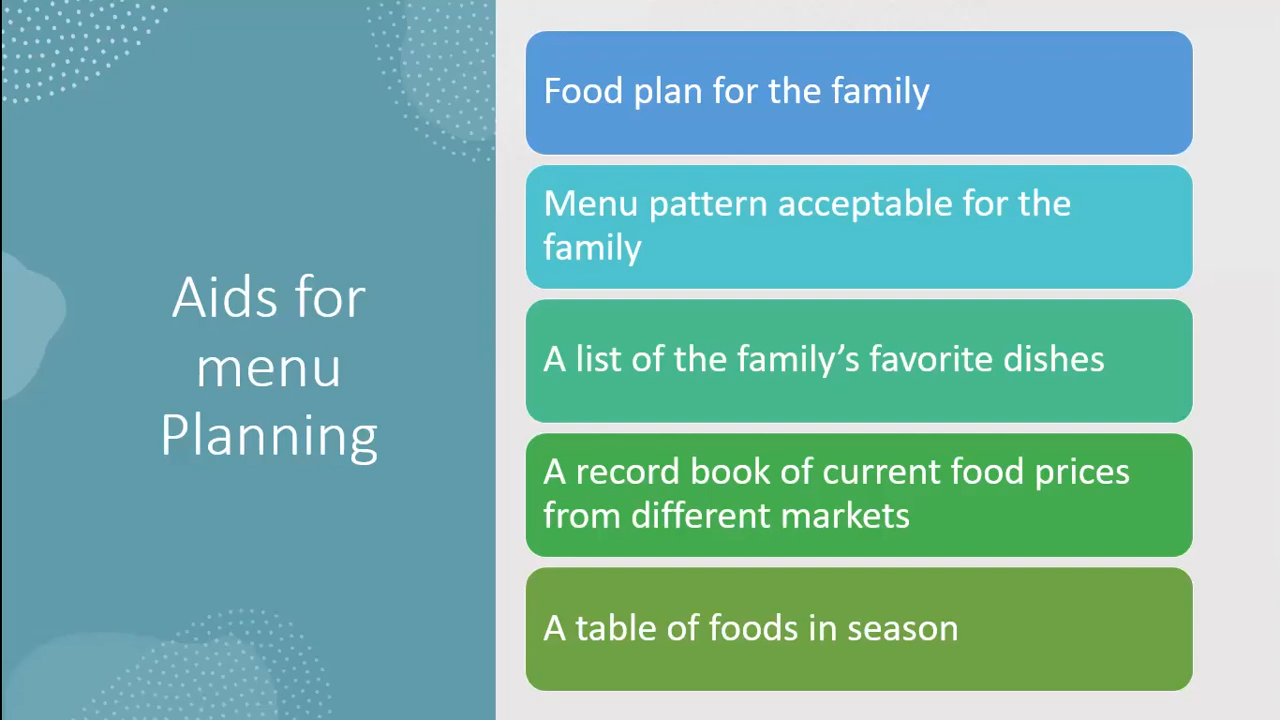 Aids for
menu
Planning
Food plan for the family
Menu pattern acceptable for the
family
A list of the family’s favorite dishes
A record book of current food prices
from different markets
A table of foods in season